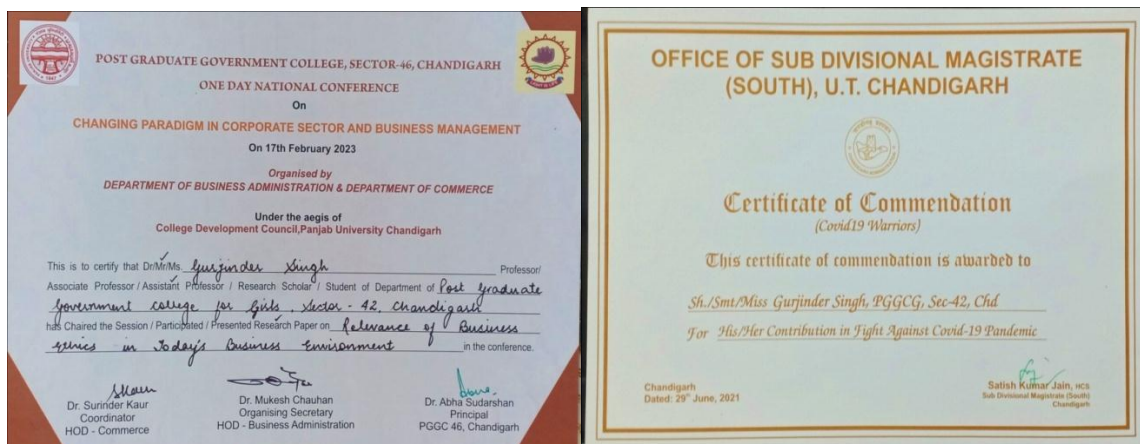 POST GRADUATE GOVERNMENT COLLEGE, SECTOR-46, CHANDIGARH
ONE DAY NATIONAL CONFERENCE
On
CHANGING PARADIGM IN CORPORATE SECTOR AND BUSINESS MANAGEMENT
On 17th February 2023
Organised by
DEPARTMENT OF BUSINESS ADMINISTRATION & DEPARTMENT OF COMMERCE
Under the aegis of
College Development Council,Panjab University Chandigarh
This is to certify that Dr/Mr/Ms. Gurjinder Singh Professor/
Associate Professor / Assistant Professor / Research Scholar / Student of Department of Post Graduate
Government College for Girls, Sector - 42, Chandigarh
has Chaired the Session / Participated / Presented Research Paper on Relevance of Business
Ethics in Today's Business Environment in the conference.
Dr. Surinder Kaur
Coordinator
HOD - Commerce
Dr. Mukesh Chauhan
Organising Secretary
HOD - Business Administration
Dr. Abha Sudarshan
Principal
PGGC 46, Chandigarh
OFFICE OF SUB DIVISIONAL MAGISTRATE
(SOUTH), U.T. CHANDIGARH
Certificate of Commendation
(Covid19 Warriors)
This certificate of commendation is awarded to
Sh./Smt/Miss Gurjinder Singh, PGGCG, Sec-42, Chd
For His/Her Contribution in Fight Against Covid-19 Pandemic
Chandigarh
Dated: 29th June, 2021
Satish Kumar Jain, HCS
Sub Divisional Magistrate (South)
Chandigarh